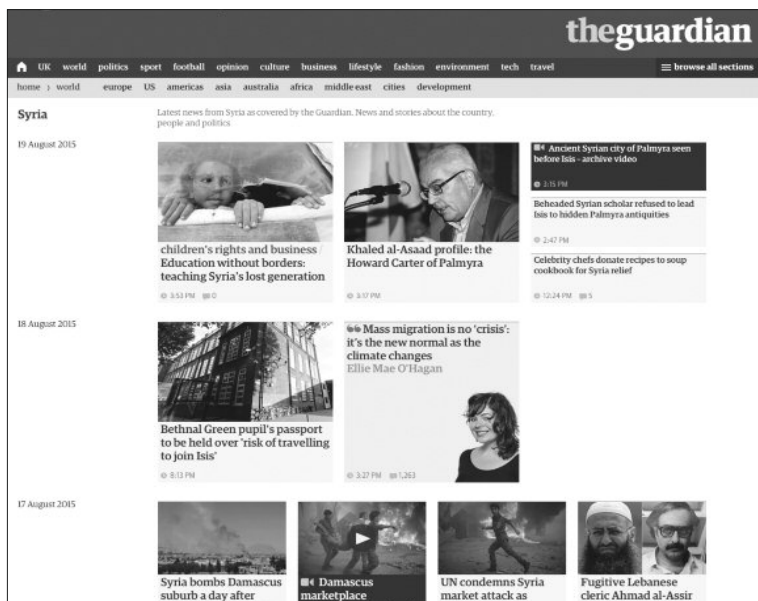 theguardian
UK world politics sport football opinion culture business lifestyle fashion environment tech travel browse all sections
home world europe US americas asia australia africa middle east cities development
Syria
Latest news from Syria as covered by the Guardian. News and stories about the country,
people and politics
19 August 2015
children's rights and business /
Education without borders:
teaching Syria's lost generation
3:53 PM 0
Khaled al-Asaad profile: the
Howard Carter of Palmyra
3:17 PM
Ancient Syrian city of Palmyra seen
before Isis – archive video
3:15 PM
Beheaded Syrian scholar refused to lead
Isis to hidden Palmyra antiquities
2:47 PM
Celebrity chefs donate recipes to soup
cookbook for Syria relief
12:24 PM 5
18 August 2015
Bethnal Green pupil's passport
to be held over 'risk of travelling
to join Isis'
8:13 PM
Mass migration is no 'crisis':
it's the new normal as the
climate changes
Ellie Mae O'Hagan
3:27 PM 1,263
17 August 2015
Syria bombs Damascus
suburb a day after
Damascus
marketplace
UN condemns Syria
market attack as
Fugitive Lebanese
cleric Ahmad al-Assir